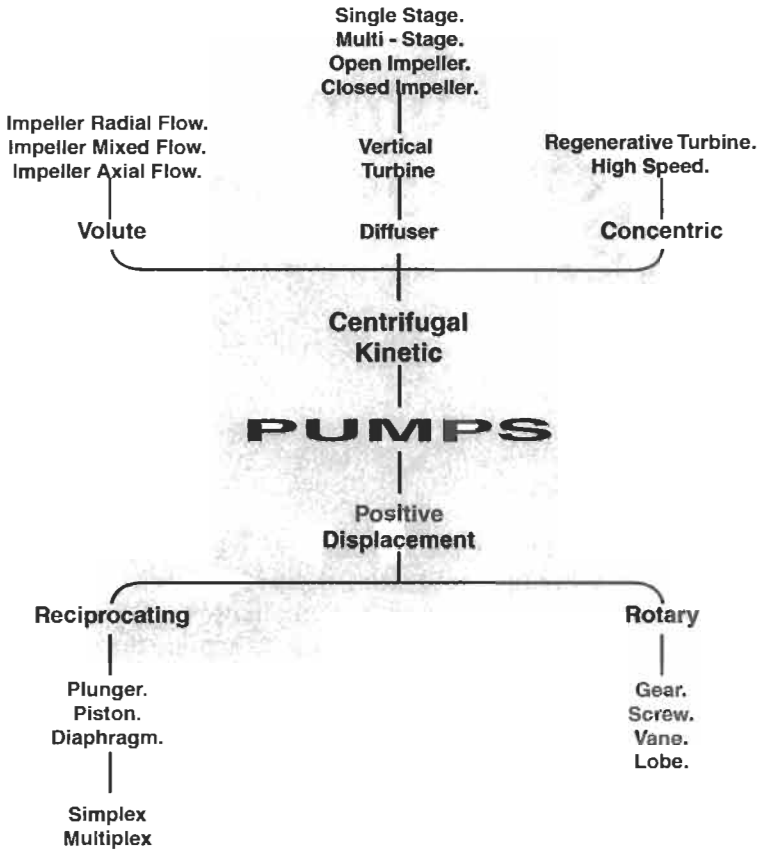 Single Stage.
Multi - Stage.
Open Impeller.
Closed Impeller.
Impeller Radial Flow.
Impeller Mixed Flow.
Impeller Axial Flow.
Vertical
Turbine
Regenerative Turbine.
High Speed.
Volute
Diffuser
Concentric
Centrifugal
Kinetic
PUMPS
Positive
Displacement
Reciprocating
Rotary
Plunger.
Piston.
Diaphragm.
Gear.
Screw.
Vane.
Lobe.
Simplex
Multiplex